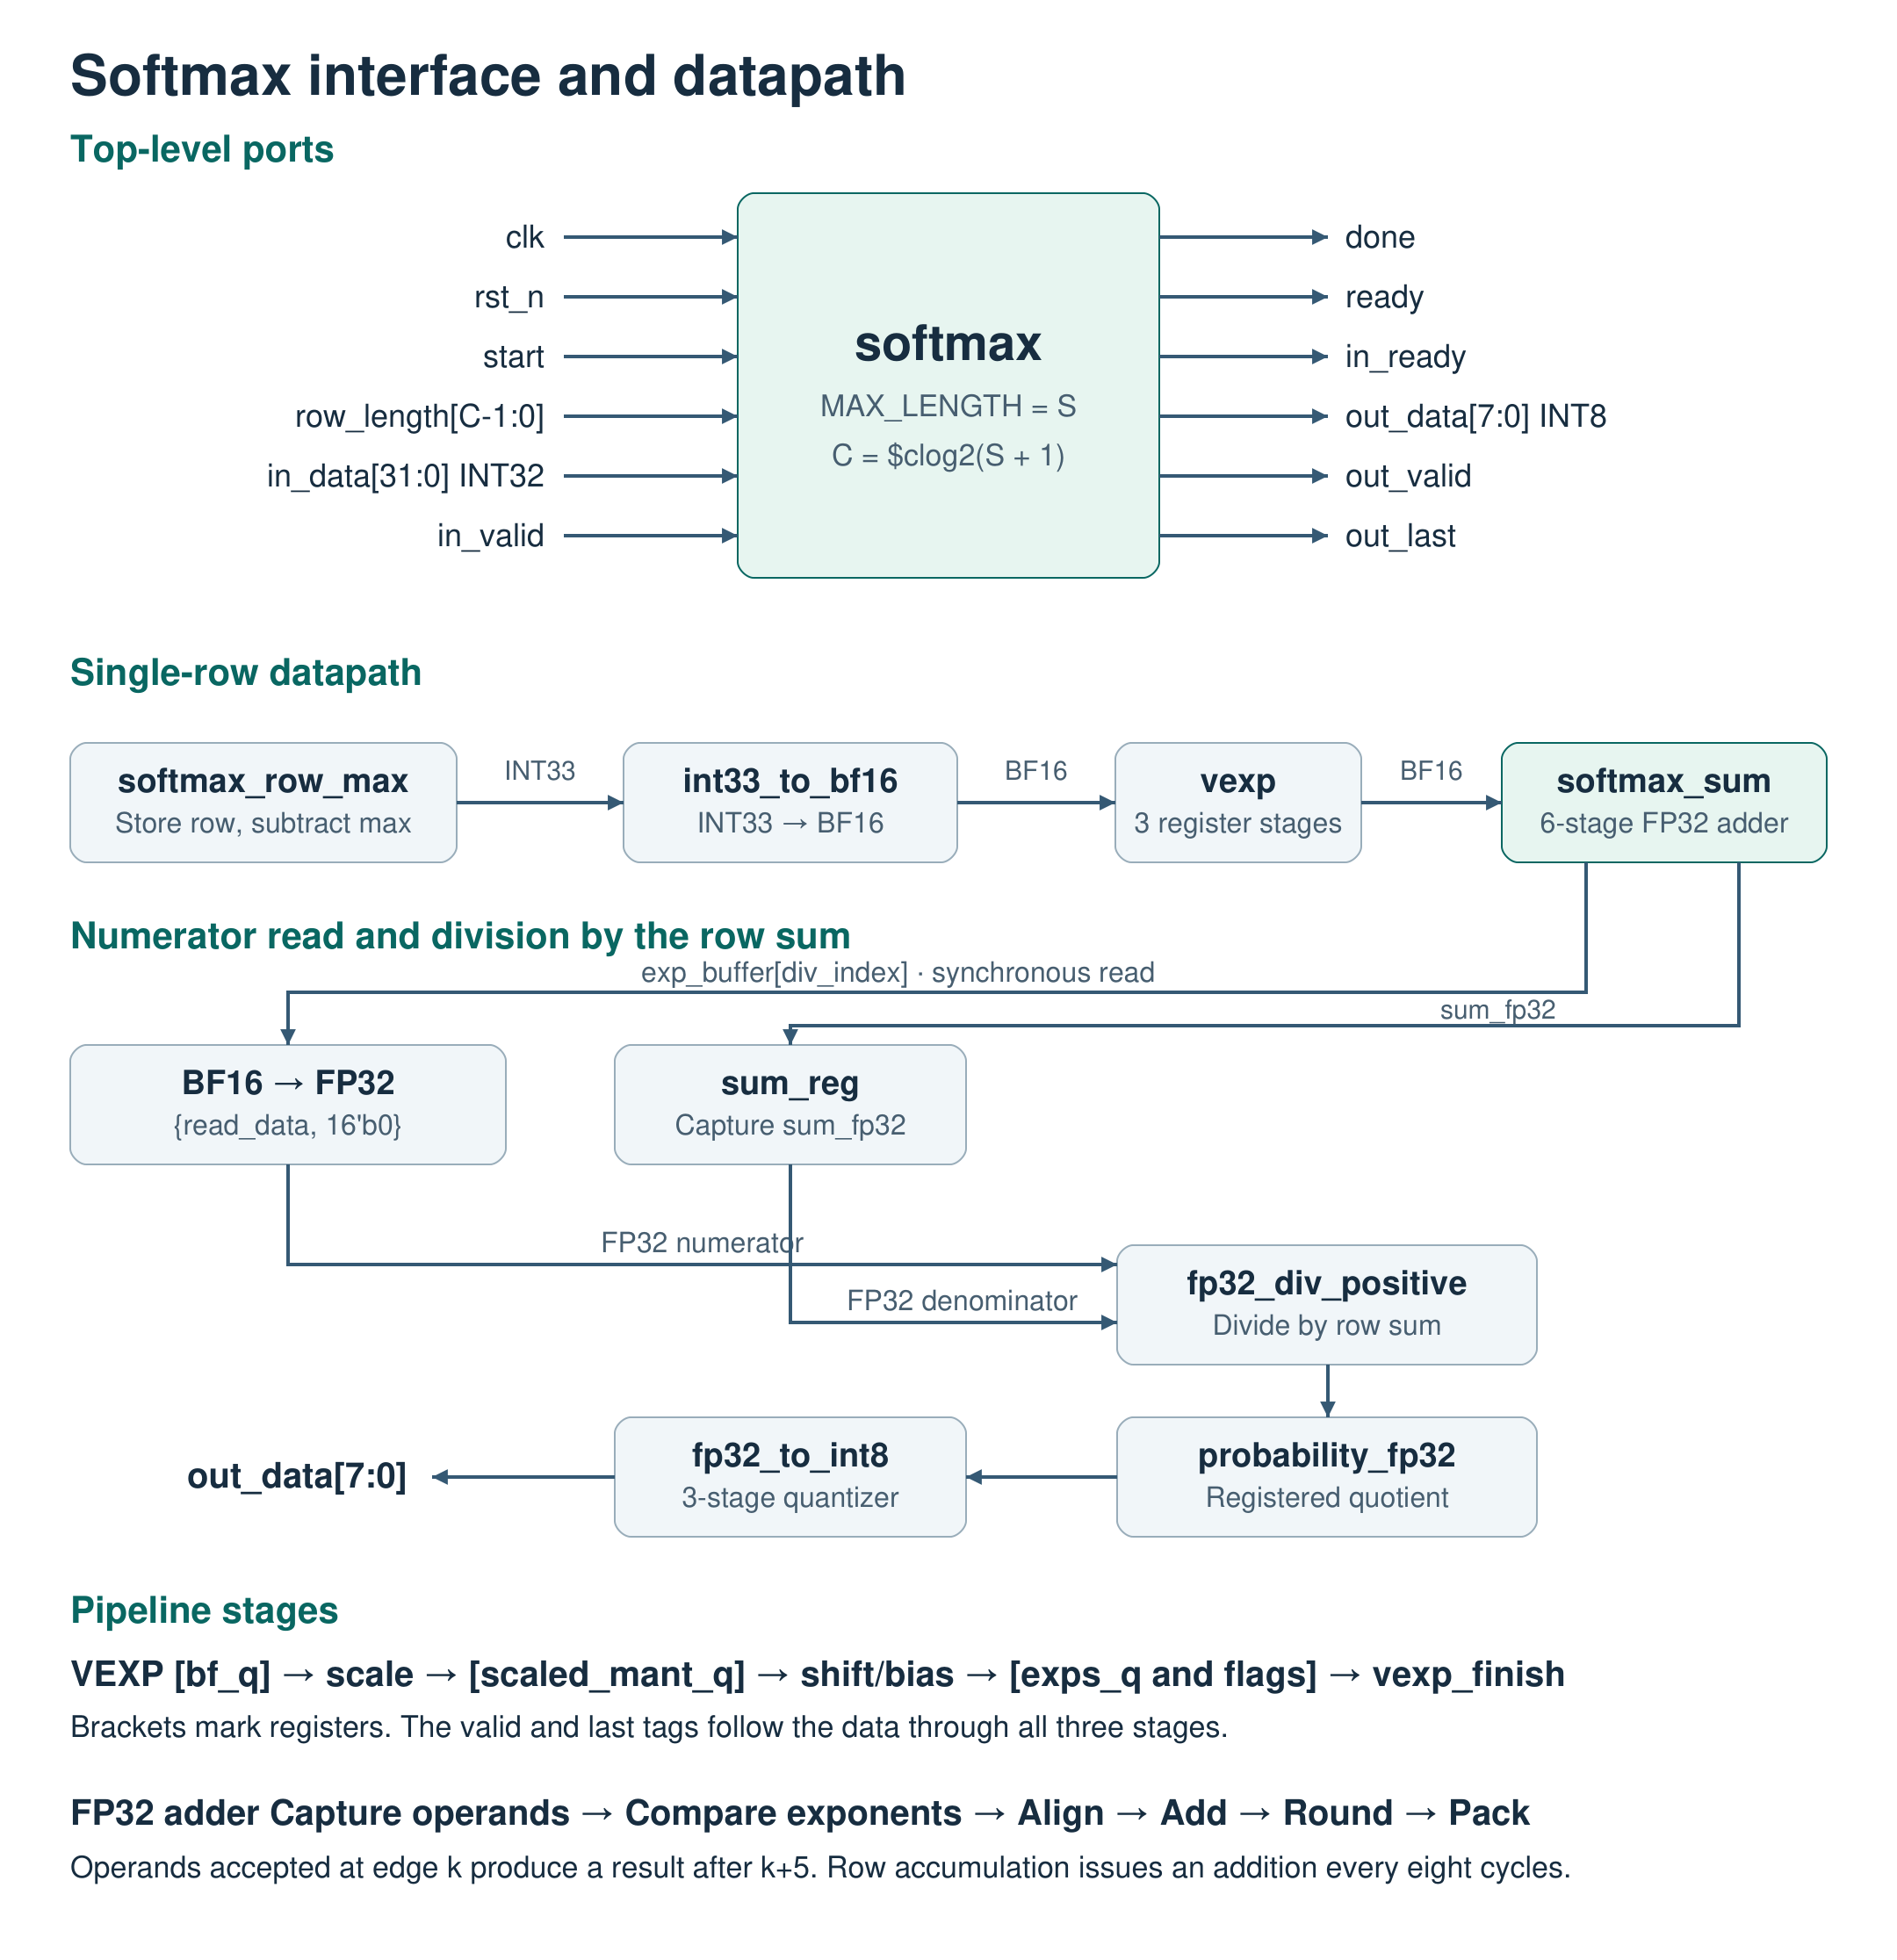 Softmax interface and datapath
Top-level ports
clk
rst_n
start
row_length[C-1:0]
in_data[31:0] INT32
in_valid
softmax
MAX_LENGTH = S
C = $clog2(S + 1)
done
ready
in_ready
out_data[7:0] INT8
out_valid
out_last
Single-row datapath
softmax_row_max
Store row, subtract max
INT33
int33_to_bf16
INT33 → BF16
BF16
vexp
3 register stages
BF16
softmax_sum
6-stage FP32 adder
Numerator read and division by the row sum
exp_buffer[div_index] · synchronous read
sum_fp32
BF16 → FP32
{read_data, 16'b0}
sum_reg
Capture sum_fp32
FP32 numerator
FP32 denominator
fp32_div_positive
Divide by row sum
out_data[7:0]
fp32_to_int8
3-stage quantizer
probability_fp32
Registered quotient
Pipeline stages
VEXP [bf_q] → scale → [scaled_mant_q] → shift/bias → [exps_q and flags] → vexp_finish
Brackets mark registers. The valid and last tags follow the data through all three stages.
FP32 adder Capture operands → Compare exponents → Align → Add → Round → Pack
Operands accepted at edge k produce a result after k+5. Row accumulation issues an addition every eight cycles.